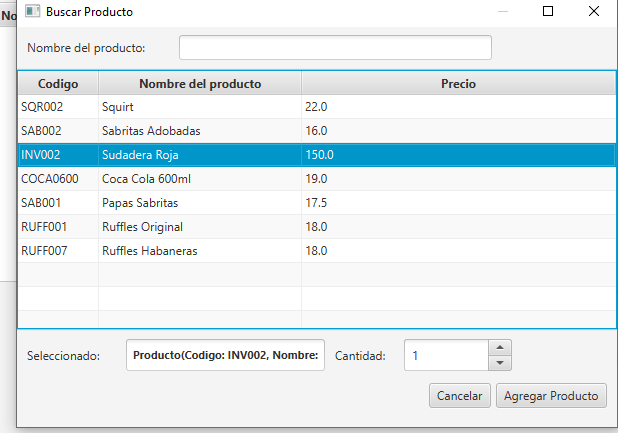 Buscar Producto
No
Nombre del producto:
Codigo Nombre del producto Precio
SQR002 Squirt 22.0
SAB002 Sabritas Adobadas 16.0
INV002 Sudadera Roja 150.0
COCA0600 Coca Cola 600ml 19.0
SAB001 Papas Sabritas 17.5
RUFF001 Ruffles Original 18.0
RUFF007 Ruffles Habaneras 18.0
Seleccionado: Producto(Codigo: INV002, Nombre: Cantidad: 1
Cancelar Agregar Producto